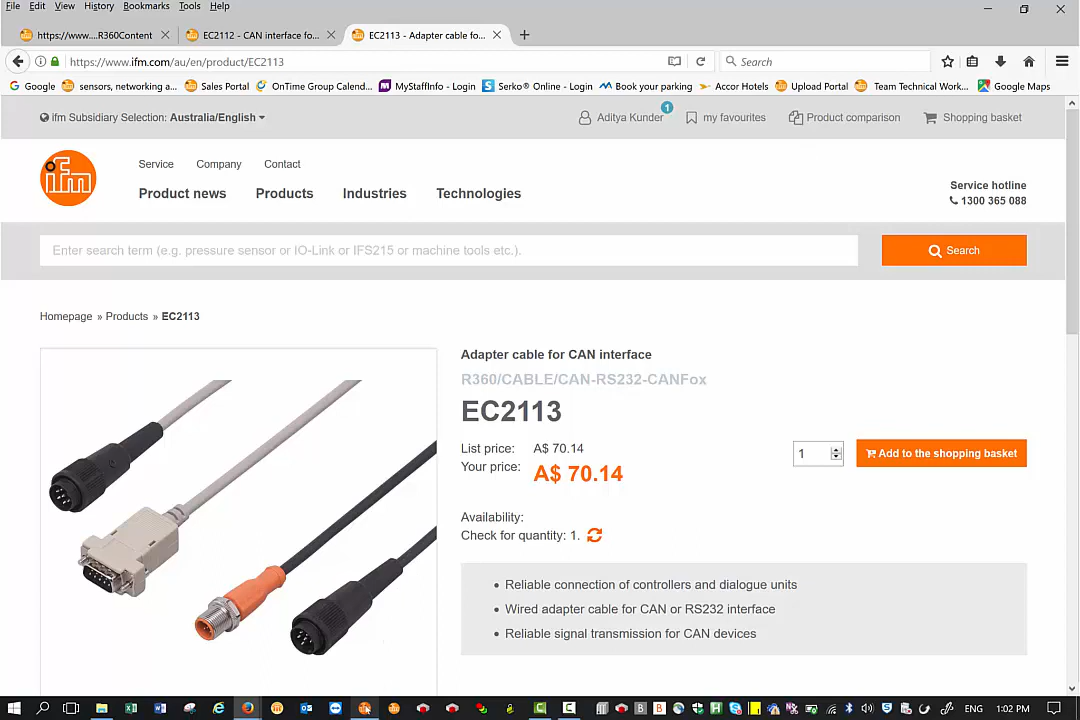 File Edit View History Bookmarks Tools Help
https://www....R360Content
EC2112 - CAN interface fo...
EC2113 - Adapter cable fo...
https://www.ifm.com/au/en/product/EC2113
Search
Google
sensors, networking a...
Sales Portal
OnTime Group Calend...
MyStaffInfo - Login
Serko® Online - Login
Book your parking
Accor Hotels
Upload Portal
Team Technical Work...
Google Maps
ifm Subsidiary Selection: Australia/English
Aditya Kunder
1
my favourites
Product comparison
Shopping basket
ifm
Service Company Contact
Product news Products Industries Technologies
Service hotline
1300 365 088
Enter search term (e.g. pressure sensor or IO-Link or IFS215 or machine tools etc.).
Search
Homepage » Products » EC2113
Adapter cable for CAN interface
R360/CABLE/CAN-RS232-CANFox
EC2113
List price: A$ 70.14
Your price: A$ 70.14
1
Add to the shopping basket
Availability:
Check for quantity: 1.
• Reliable connection of controllers and dialogue units
• Wired adapter cable for CAN or RS232 interface
• Reliable signal transmission for CAN devices
ENG 1:02 PM